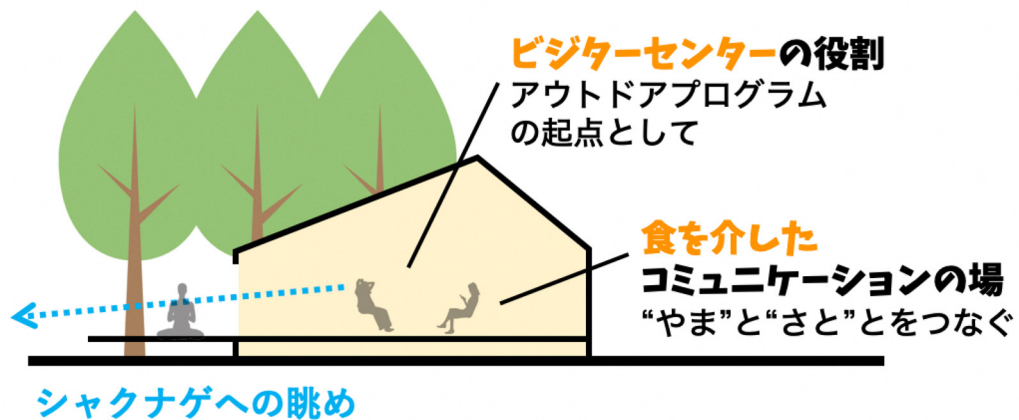 ビジターセンターの役割
アウトドアプログラム
の起点として
食を介した
コミュニケーションの場
“やま”と“さと”とをつなぐ
シャクナゲへの眺め